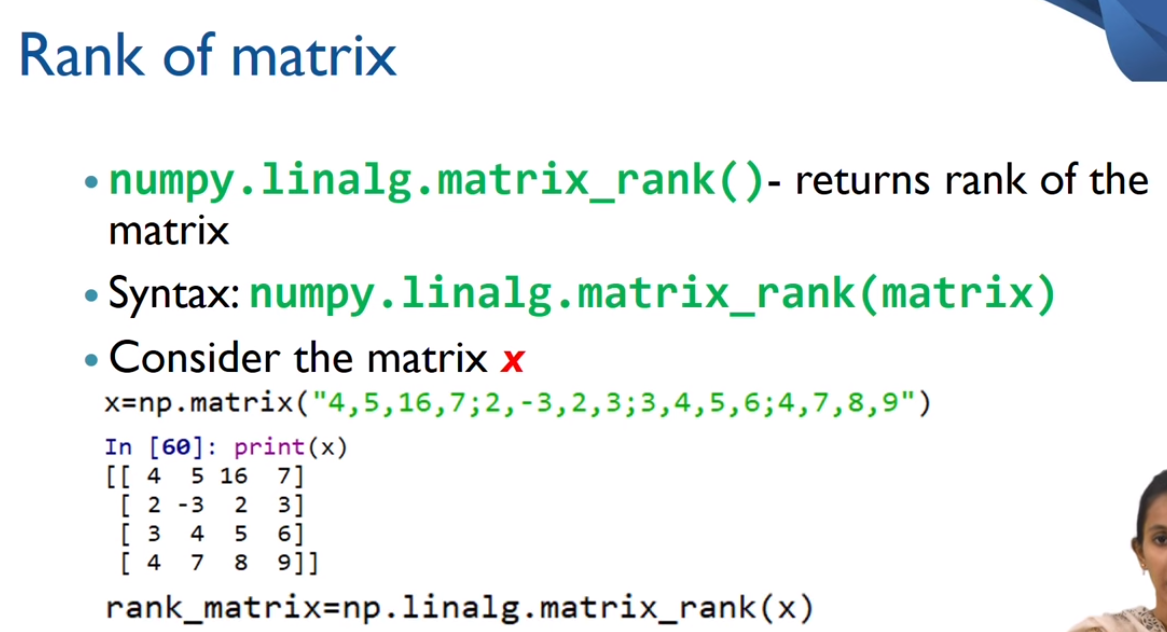 Rank of matrix
• numpy.linalg.matrix_rank()- returns rank of the
matrix
• Syntax: numpy.linalg.matrix_rank(matrix)
• Consider the matrix x
x=np.matrix("4,5,16,7;2,-3,2,3;3,4,5,6;4,7,8,9")
In [60]: print(x)
[[ 4  5 16  7]
 [ 2 -3  2  3]
 [ 3  4  5  6]
 [ 4  7  8  9]]
rank_matrix=np.linalg.matrix_rank(x)